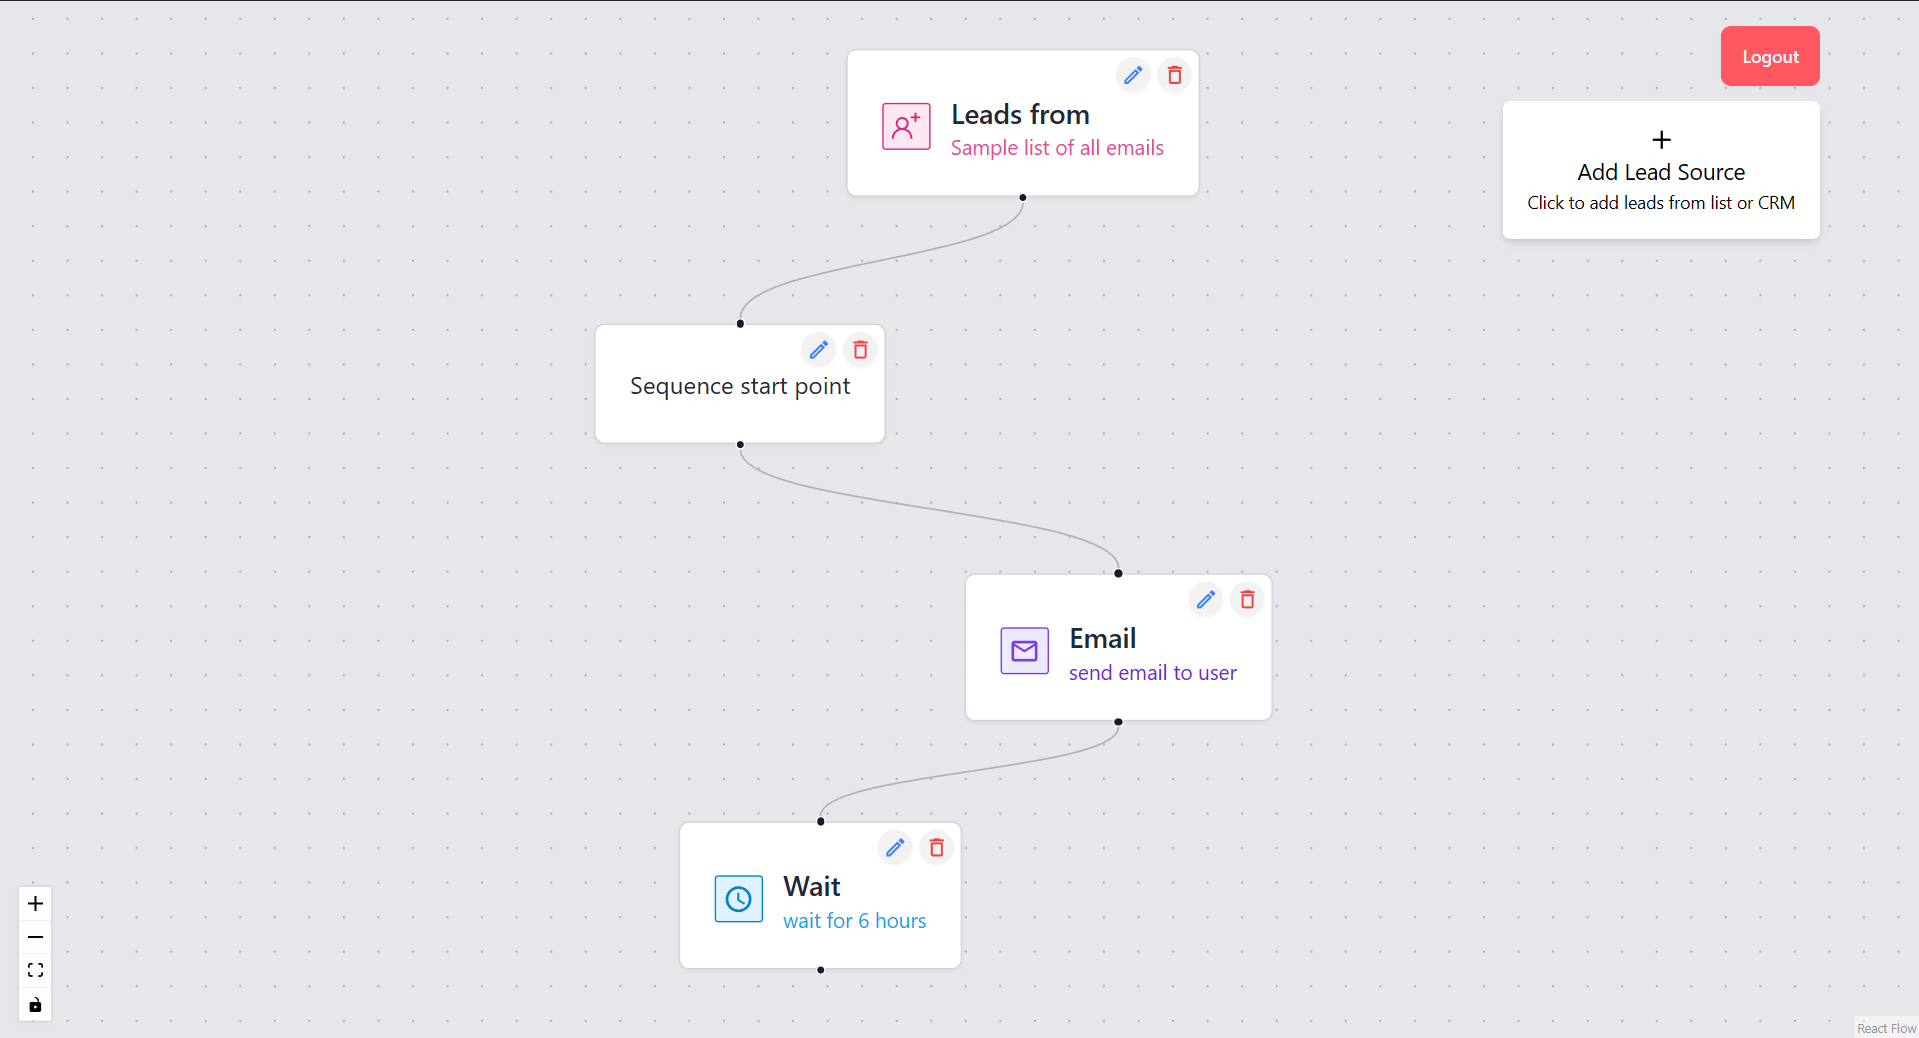 Logout
Leads from
Sample list of all emails
Add Lead Source
Click to add leads from list or CRM
Sequence start point
Email
send email to user
Wait
wait for 6 hours
React Flow